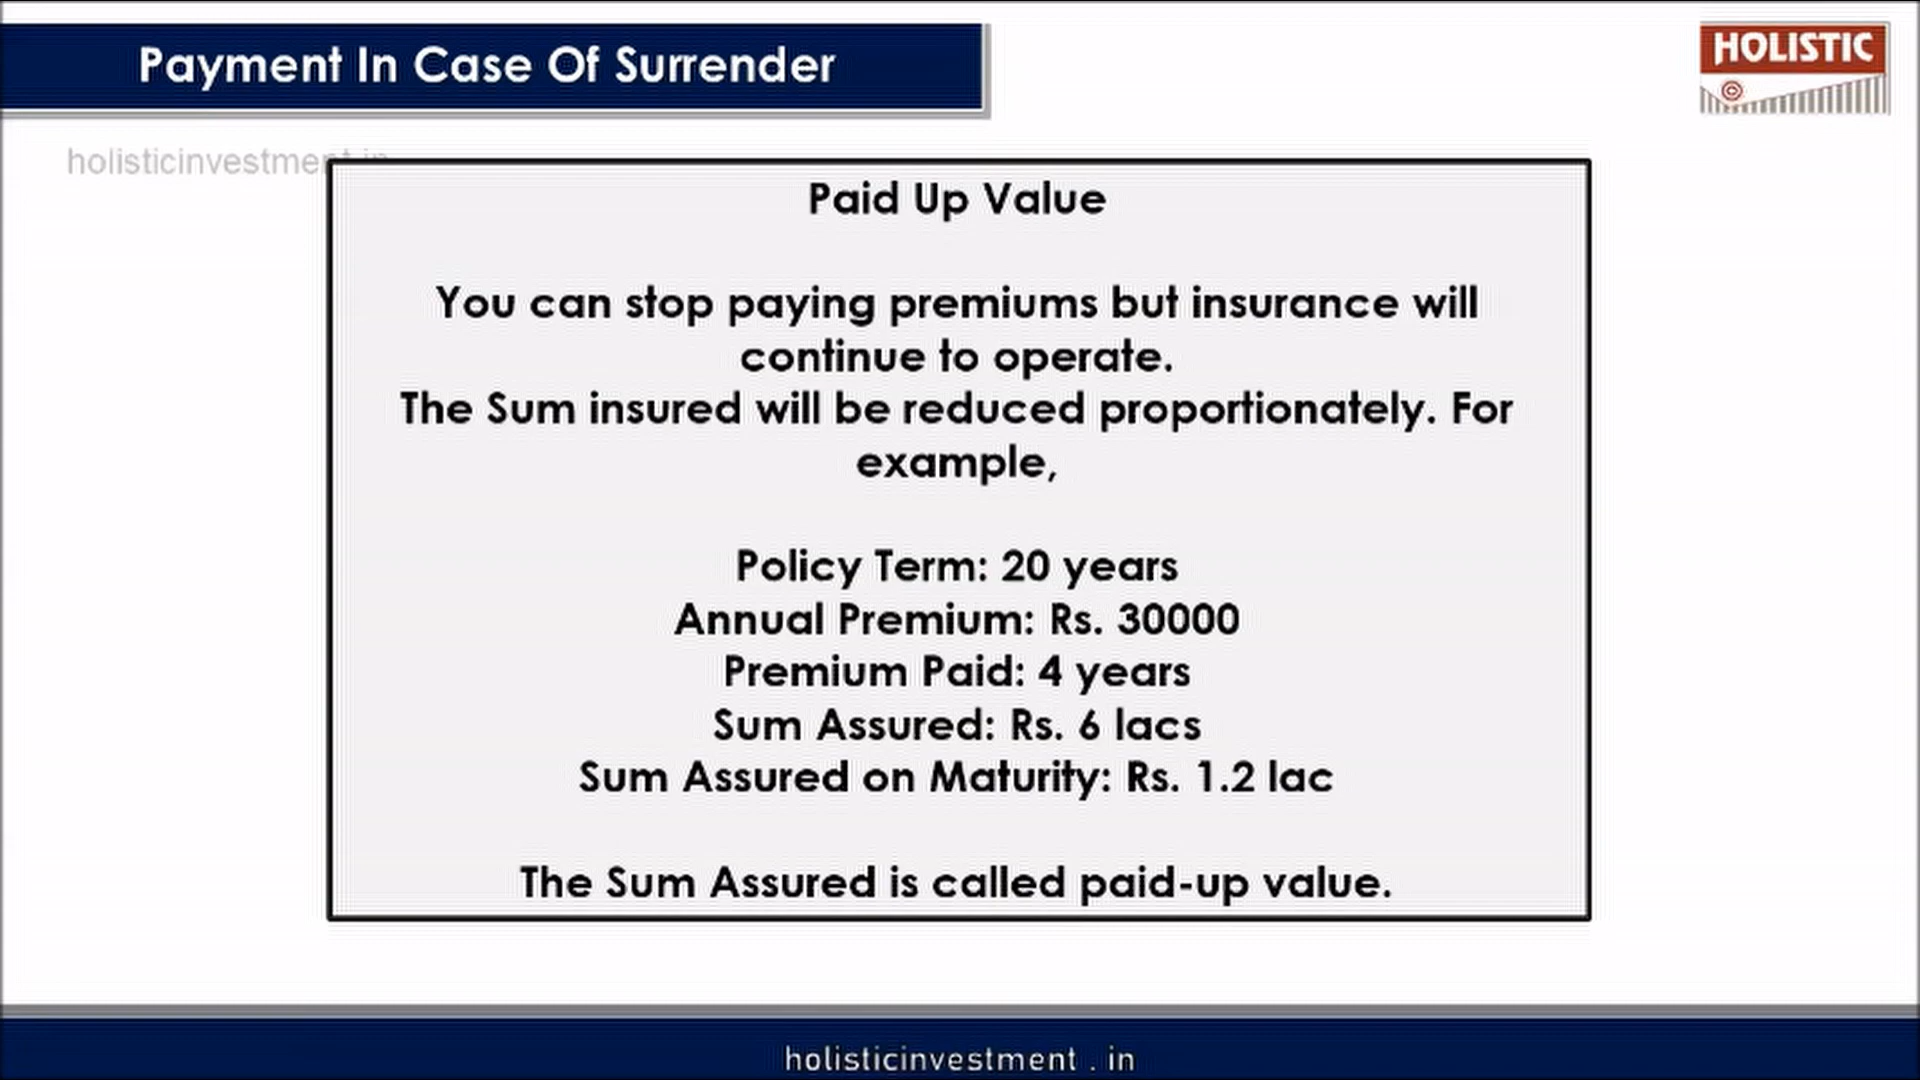 Payment In Case Of Surrender
HOLISTIC
©
holisticinvestment.in
Paid Up Value
You can stop paying premiums but insurance will
continue to operate.
The Sum insured will be reduced proportionately. For
example,
Policy Term: 20 years
Annual Premium: Rs. 30000
Premium Paid: 4 years
Sum Assured: Rs. 6 lacs
Sum Assured on Maturity: Rs. 1.2 lac
The Sum Assured is called paid-up value.
holisticinvestment . in